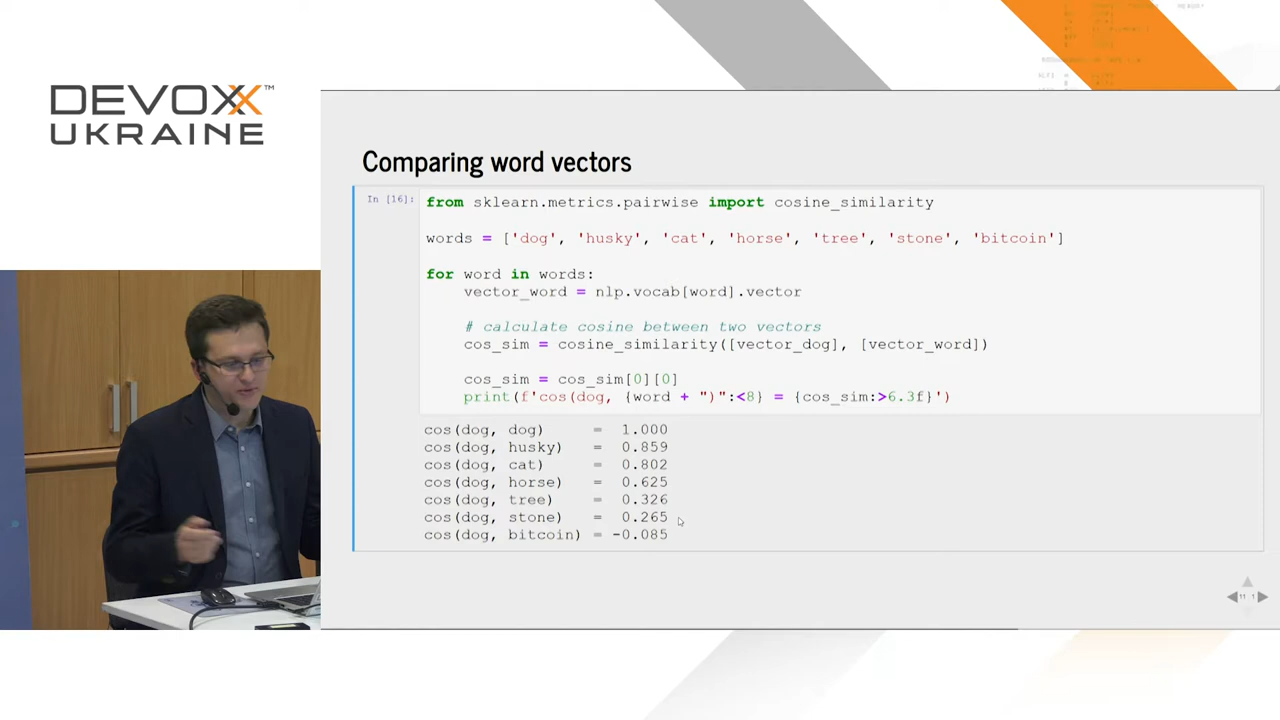 DEVOXX™
UKRAINE
Comparing word vectors
In [16]:
from sklearn.metrics.pairwise import cosine_similarity
words = ['dog', 'husky', 'cat', 'horse', 'tree', 'stone', 'bitcoin']
for word in words:
vector_word = nlp.vocab[word].vector
# calculate cosine between two vectors
cos_sim = cosine_similarity([vector_dog], [vector_word])
cos_sim = cos_sim[0][0]
print(f'cos(dog, {word + ")":<8} = {cos_sim:>6.3f}')
cos(dog, dog) = 1.000
cos(dog, husky) = 0.859
cos(dog, cat) = 0.802
cos(dog, horse) = 0.625
cos(dog, tree) = 0.326
cos(dog, stone) = 0.265
cos(dog, bitcoin) = -0.085